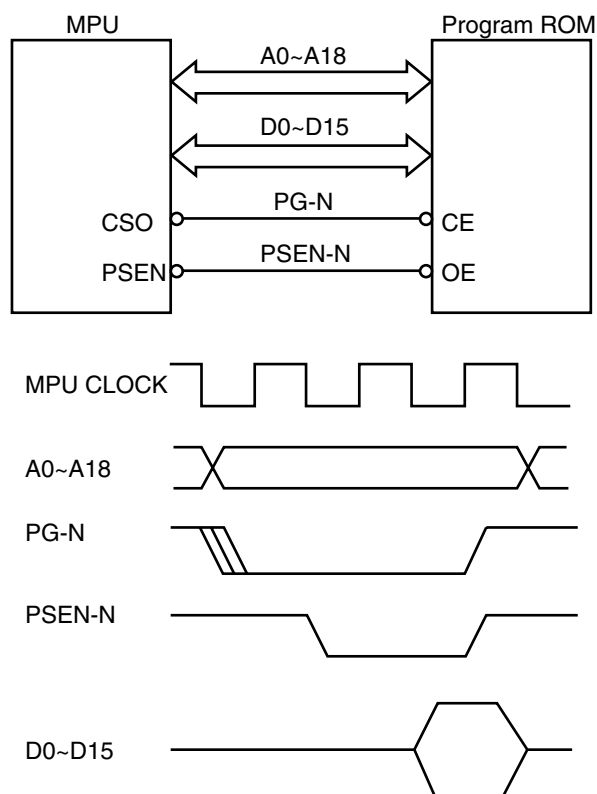 MPU
Program ROM
A0~A18
D0~D15
PG-N
CSO
CE
PSEN-N
PSEN
OE
MPU CLOCK
A0~A18
PG-N
PSEN-N
D0~D15